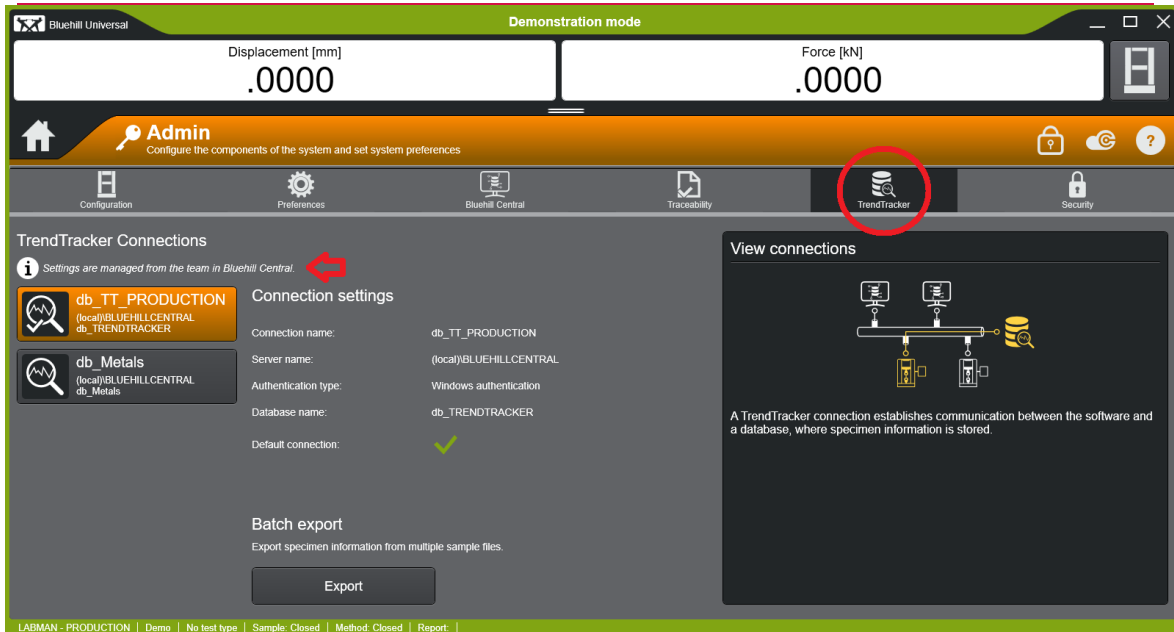 Bluehill Universal
Demonstration mode
Displacement [mm]
.0000
Force [kN]
.0000
Admin
Configure the components of the system and set system preferences
?
Configuration
Preferences
Bluehill Central
Traceability
TrendTracker
Security
TrendTracker Connections
i Settings are managed from the team in Bluehill Central.
db_TT_PRODUCTION
(local)\BLUEHILLCENTRAL
db_TRENDTRACKER
db_Metals
(local)\BLUEHILLCENTRAL
db_Metals
Connection settings
Connection name: db_TT_PRODUCTION
Server name: (local)\BLUEHILLCENTRAL
Authentication type: Windows authentication
Database name: db_TRENDTRACKER
Default connection:
Batch export
Export specimen information from multiple sample files.
Export
View connections
A TrendTracker connection establishes communication between the software and
a database, where specimen information is stored.
LABMAN - PRODUCTION | Demo | No test type | Sample: Closed | Method: Closed | Report: |